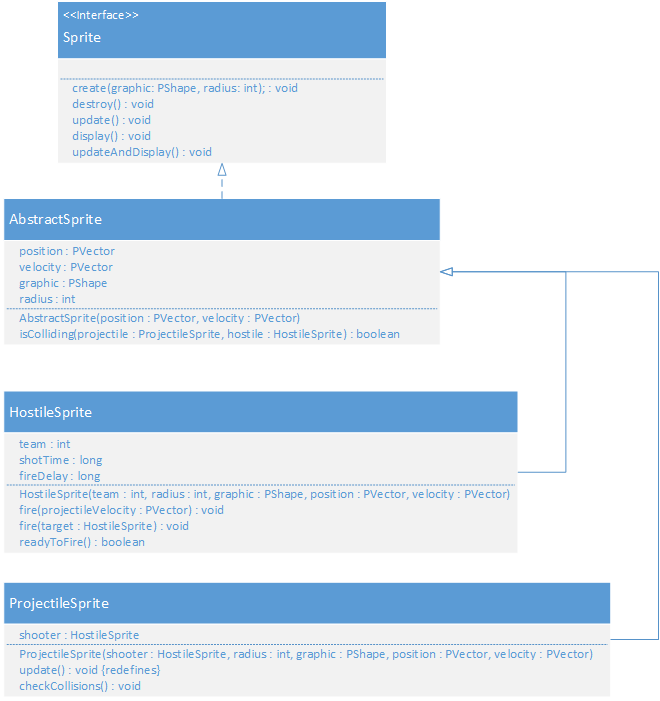 <<Interface>>
Sprite
create(graphic: PShape, radius: int); : void
destroy() : void
update() : void
display() : void
updateAndDisplay() : void
AbstractSprite
position : PVector
velocity : PVector
graphic : PShape
radius : int
AbstractSprite(position : PVector, velocity : PVector)
isColliding(projectile : ProjectileSprite, hostile : HostileSprite) : boolean
HostileSprite
team : int
shotTime : long
fireDelay : long
HostileSprite(team : int, radius : int, graphic : PShape, position : PVector, velocity : PVector)
fire(projectileVelocity : PVector) : void
fire(target : HostileSprite) : void
readyToFire() : boolean
ProjectileSprite
shooter : HostileSprite
ProjectileSprite(shooter : HostileSprite, radius : int, graphic : PShape, position : PVector, velocity : PVector)
update() : void {redefines}
checkCollisions() : void